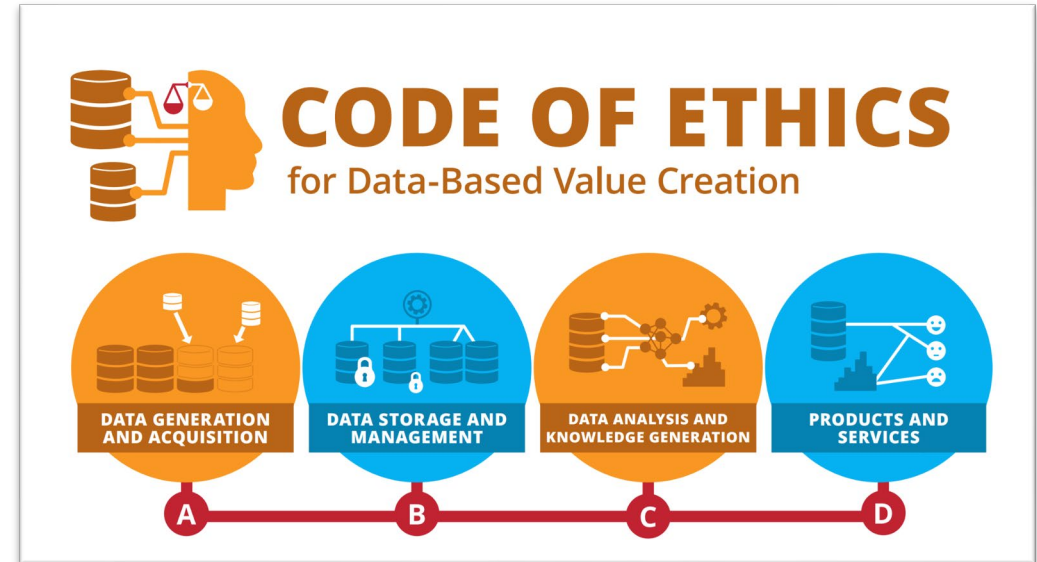 CODE OF ETHICS
for Data-Based Value Creation
DATA GENERATION
AND ACQUISITION
DATA STORAGE AND
MANAGEMENT
DATA ANALYSIS AND
KNOWLEDGE GENERATION
PRODUCTS AND
SERVICES
A
B
C
D